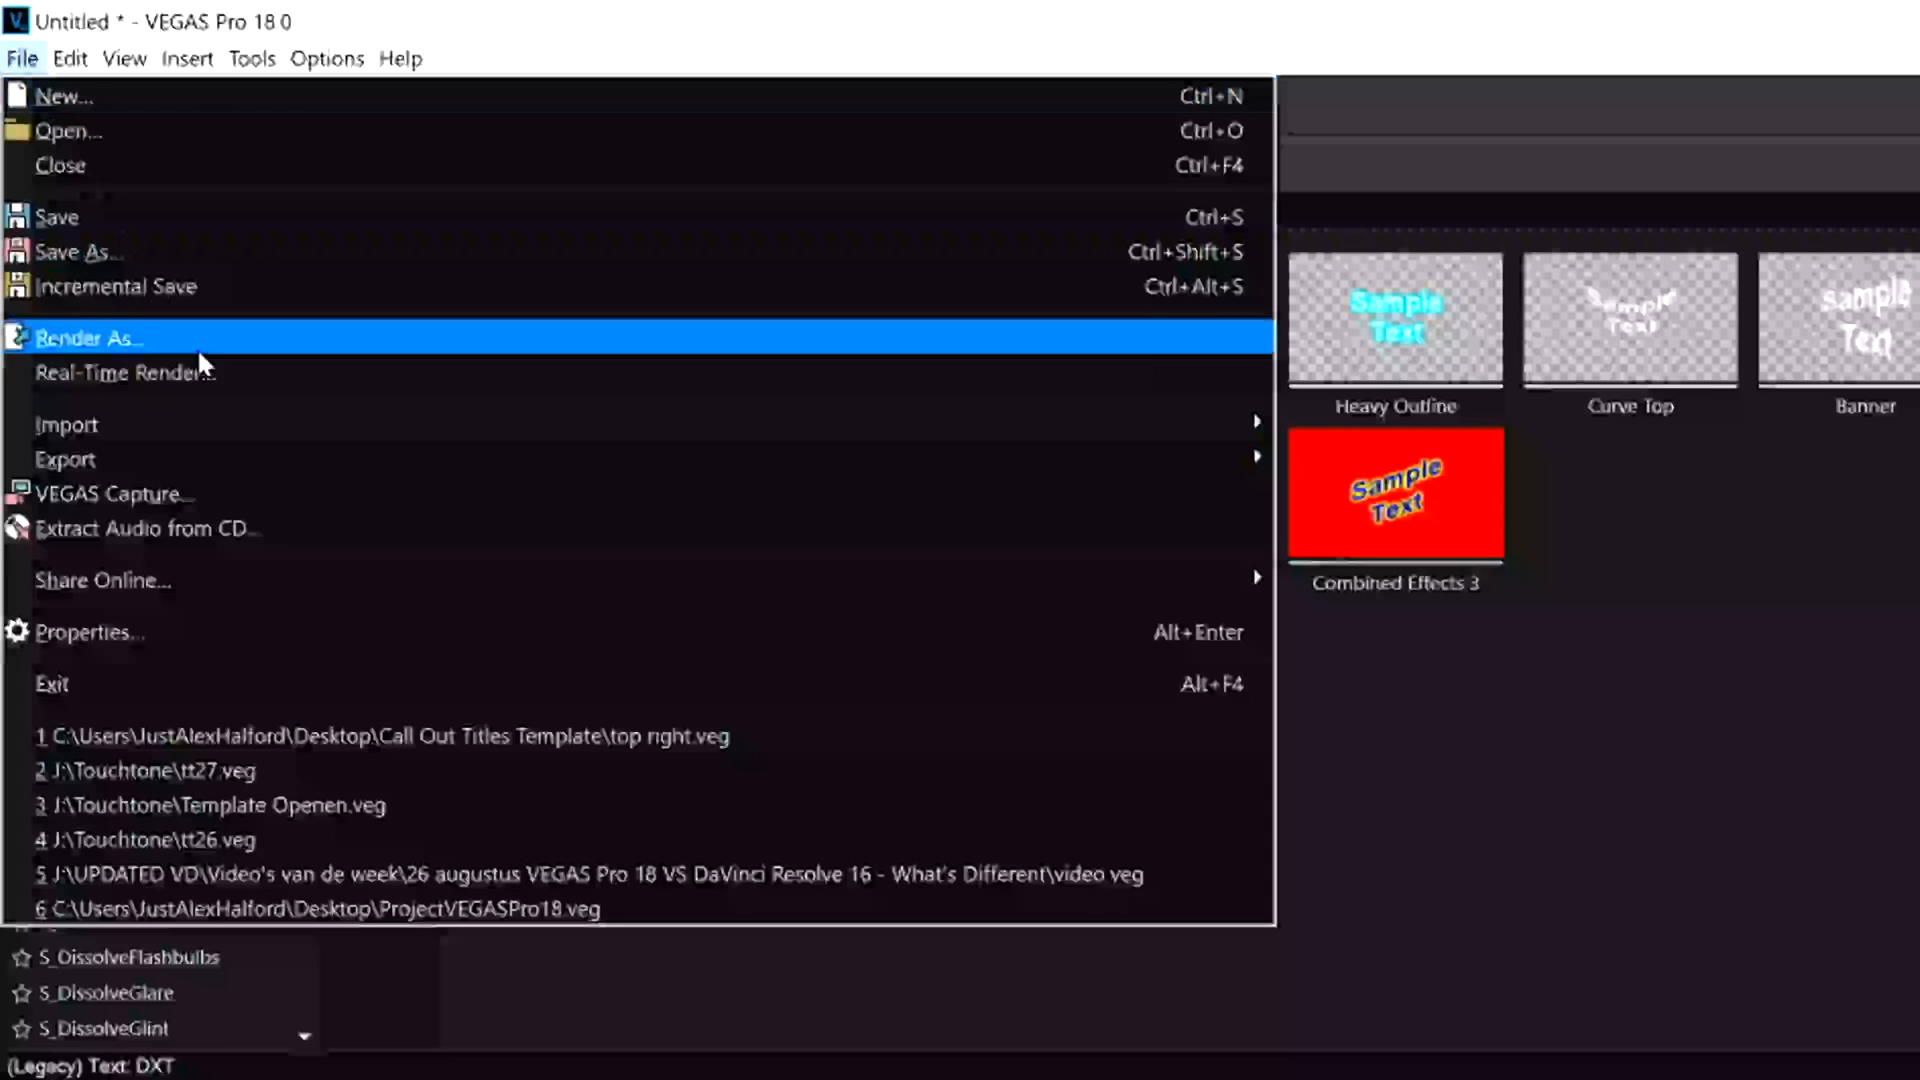 Untitled * - VEGAS Pro 18 0
File Edit View Insert Tools Options Help
New... Ctrl+N
Open... Ctrl+O
Close Ctrl+F4
Save Ctrl+S
Save As... Ctrl+Shift+S
Incremental Save Ctrl+Alt+S
Render As...
Real-Time Render...
Import
Export
VEGAS Capture...
Extract Audio from CD...
Share Online...
Properties... Alt+Enter
Exit Alt+F4
1 C:\Users\JustAlexHalford\Desktop\Call Out Titles Template\top right.veg
2 J:\Touchtone\tt27.veg
3 J:\Touchtone\Template Openen.veg
4 J:\Touchtone\tt26.veg
5 J:\UPDATED VD\Video's van de week\26 augustus VEGAS Pro 18 VS DaVinci Resolve 16 - What's Different\video veg
6 C:\Users\JustAlexHalford\Desktop\ProjectVEGASPro18.veg
Sample
Text
Sample
Text
Sample
Text
Heavy Outline Curve Top Banner
Sample
Text
Combined Effects 3
S_DissolveFlashbulbs
S_DissolveGlare
S_DissolveGlint
(Legacy) Text: DXT